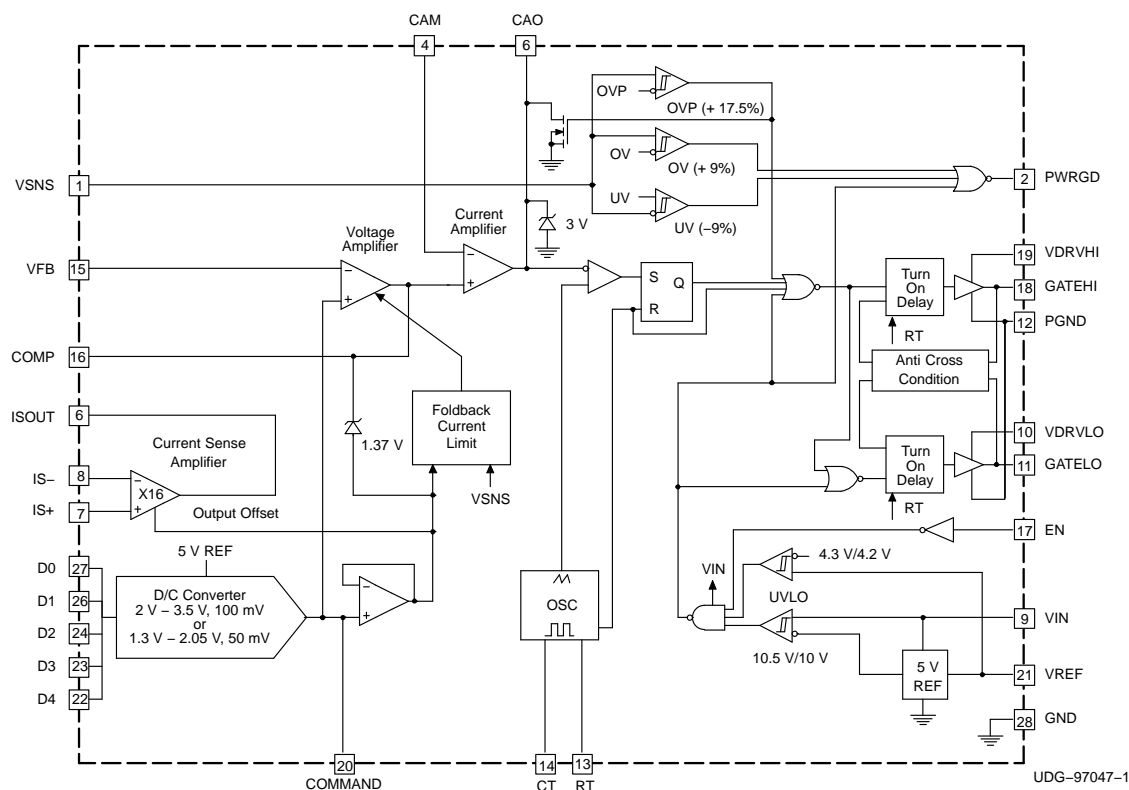 CAM
CAO
4
6
OVP
OVP (+ 17.5%)
OV
OV (+ 9%)
VSNS
1
2
PWRGD
UV
UV (–9%)
Current
Amplifier
3 V
Voltage
Amplifier
VFB
15
–
+
–
+
S
Q
R
Turn
On
Delay
19
VDRVHI
18
GATEHI
12
PGND
RT
COMP
16
Anti Cross
Condition
ISOUT
6
Foldback
Current
Limit
1.37 V
VSNS
Current Sense
Amplifier
10
VDRVLO
Turn
On
Delay
11
GATELO
RT
IS–
8
–
X16
+
IS+
7
Output Offset
17
EN
5 V REF
4.3 V/4.2 V
VIN
UVLO
D0
27
D1
26
D2
24
D3
23
D4
22
D/C Converter
2 V – 3.5 V, 100 mV
or
1.3 V – 2.05 V, 50 mV
–
+
OSC
9
VIN
10.5 V/10 V
5 V
REF
21
VREF
28
GND
20
COMMAND
14
CT
13
RT
UDG–97047–1